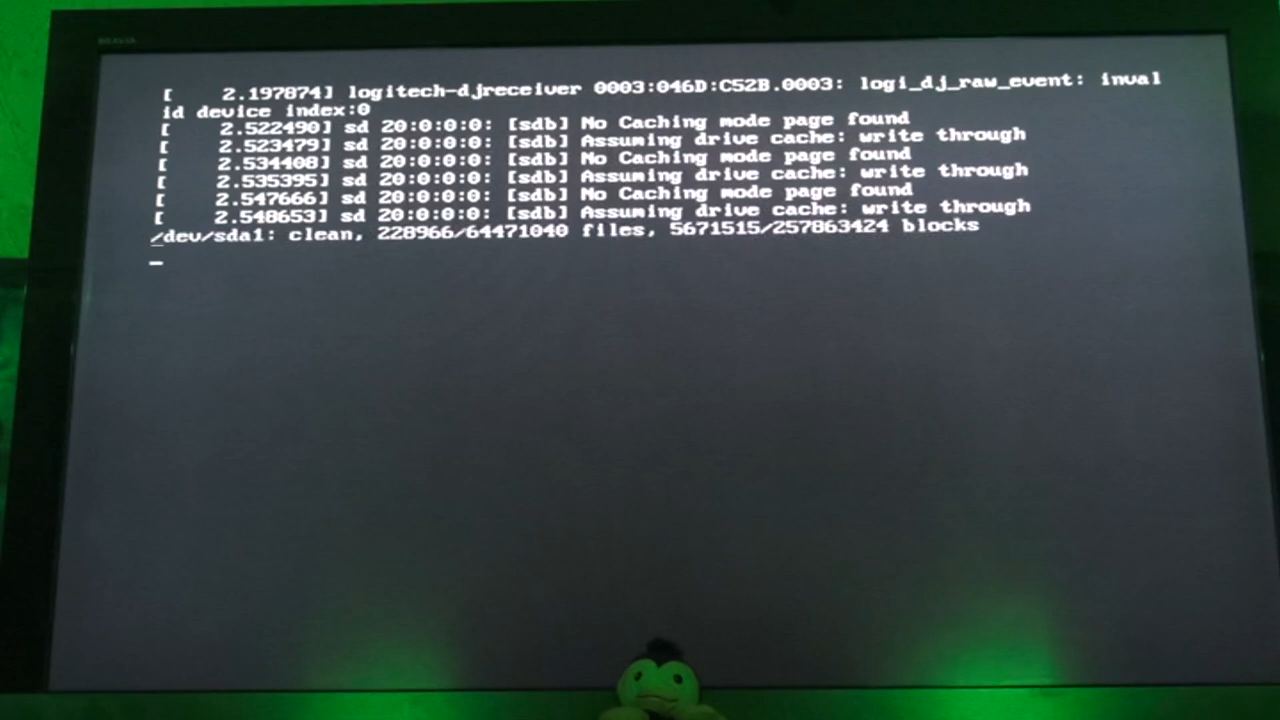 BRAVIA
[    2.197874] logitech-djreceiver 0003:046D:C52B.0003: logi_dj_raw_event: inval
id device index:0
[    2.522490] sd 20:0:0:0: [sdb] No Caching mode page found
[    2.523479] sd 20:0:0:0: [sdb] Assuming drive cache: write through
[    2.534408] sd 20:0:0:0: [sdb] No Caching mode page found
[    2.535395] sd 20:0:0:0: [sdb] Assuming drive cache: write through
[    2.547666] sd 20:0:0:0: [sdb] No Caching mode page found
[    2.548653] sd 20:0:0:0: [sdb] Assuming drive cache: write through
/dev/sda1: clean, 228966/64471040 files, 5671515/257863424 blocks